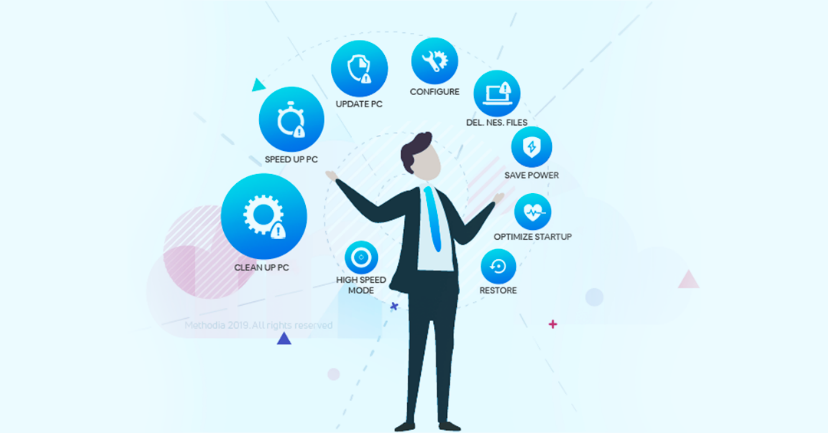 UPDATE PC
CONFIGURE
DEL. NES. FILES
SPEED UP PC
SAVE POWER
OPTIMIZE STARTUP
CLEAN UP PC
HIGH SPEED
MODE
RESTORE
Methodia 2019. All rights reserved